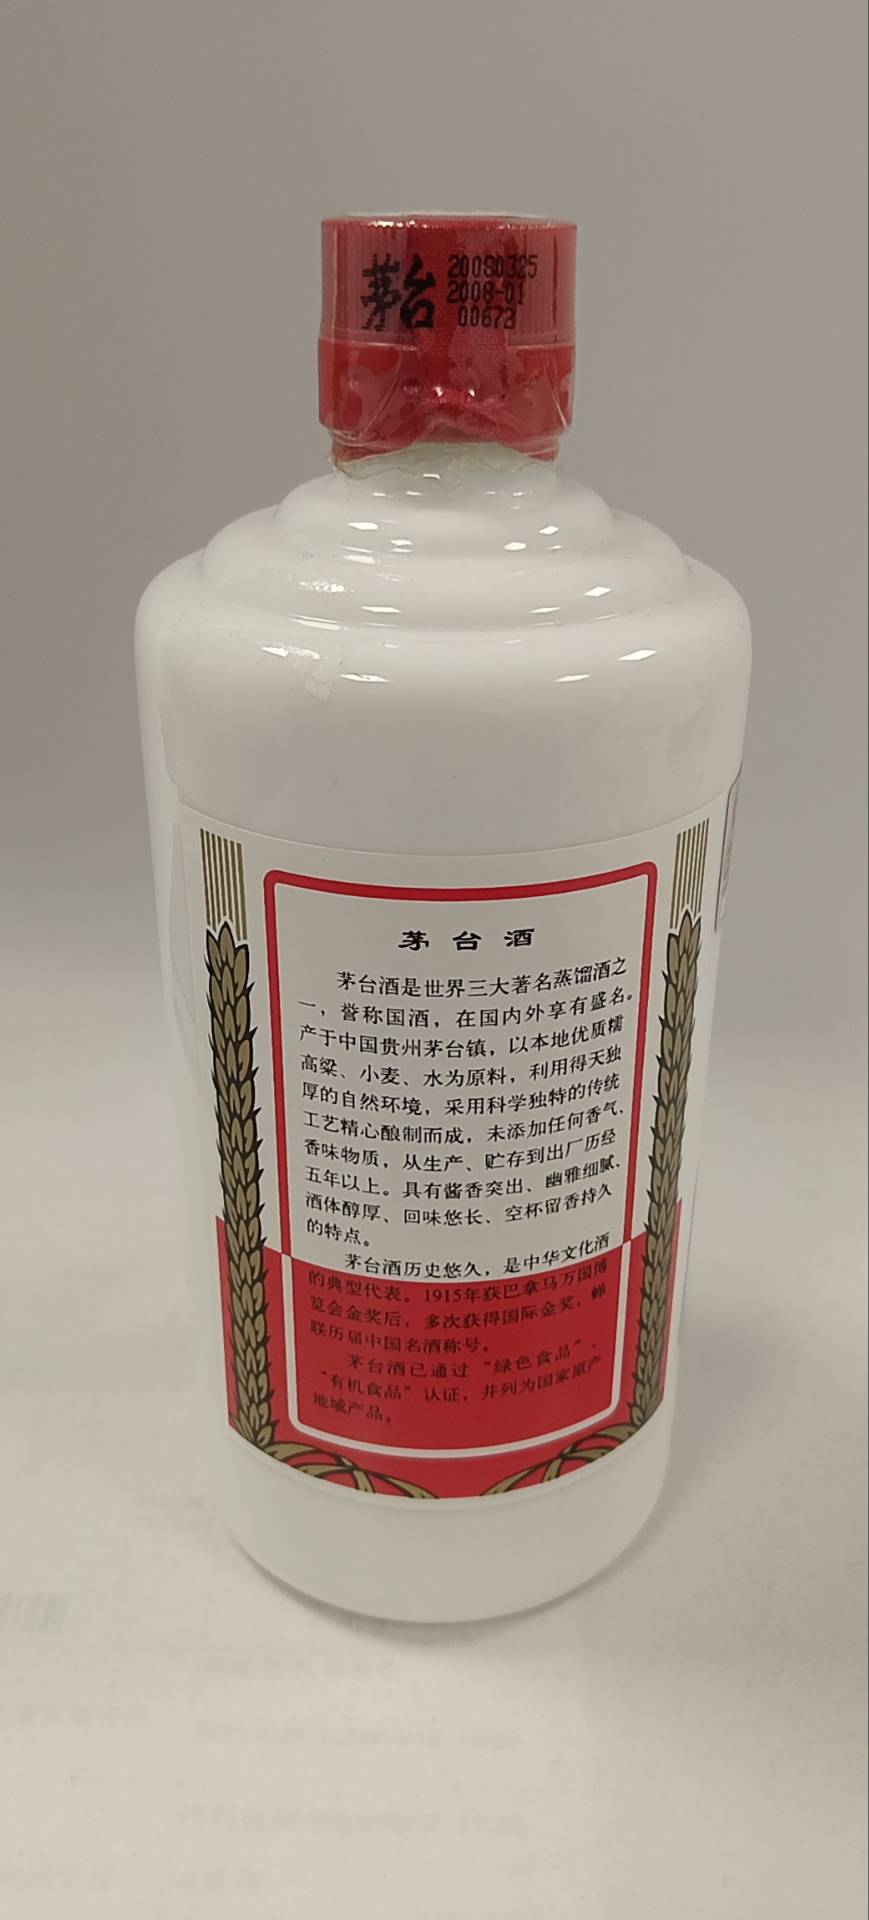 茅台
20080325
2008-01
00672
茅台酒
茅台酒是世界三大著名蒸馏酒之
一，誉称国酒，在国内外享有盛名。
产于中国贵州茅台镇，以本地优质糯
高粱、小麦、水为原料，利用得天独
厚的自然环境，采用科学独特的传统
工艺精心酿制而成，未添加任何香气、
香味物质，从生产、贮存到出厂历经
五年以上。具有酱香突出、幽雅细腻、
酒体醇厚、回味悠长、空杯留香持久
的特点。
茅台酒历史悠久，是中华文化酒
的典型代表。1915年获巴拿马万国博
览会金奖后，多次获得国际金奖，蝉
联历届中国名酒称号。
茅台酒已通过“绿色食品”、
“有机食品”认证，并列为国家原产
地域产品。